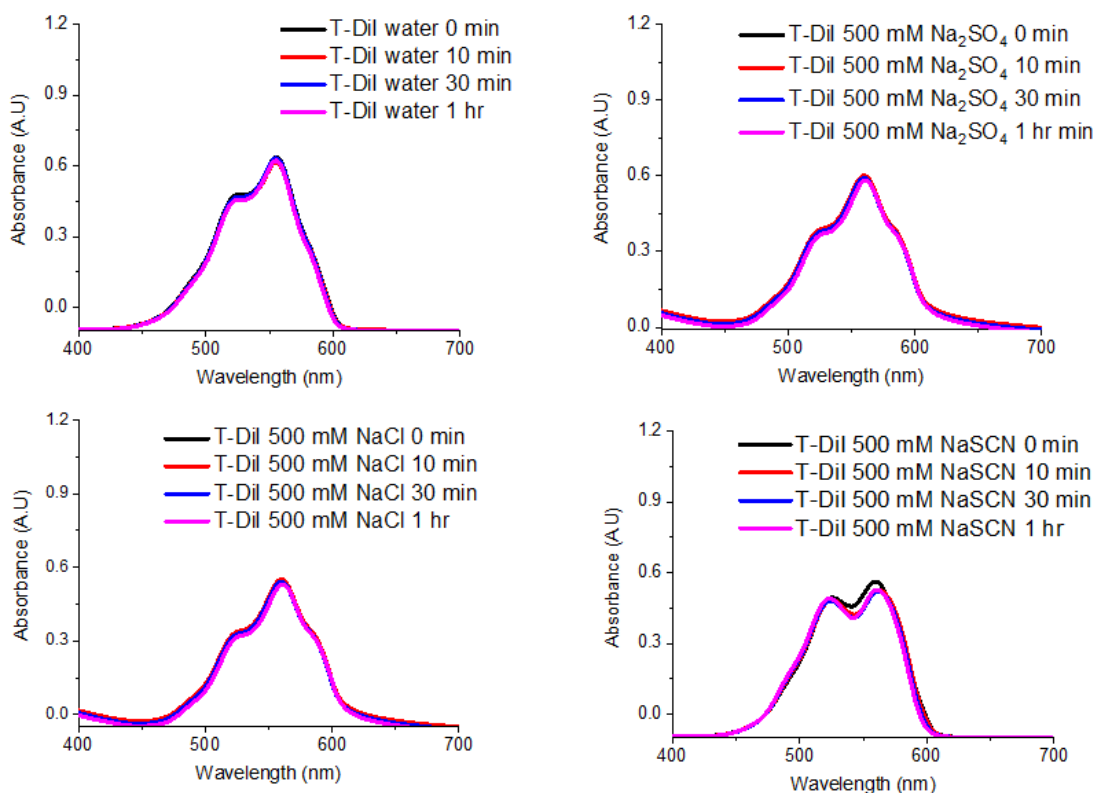 T-DiI water 0 min
T-DiI water 10 min
T-DiI water 30 min
T-DiI water 1 hr
Absorbance (A.U)
1.2
0.9
0.6
0.3
0.0
400
500
600
700
Wavelength (nm)
T-DiI 500 mM Na₂SO₄ 0 min
T-DiI 500 mM Na₂SO₄ 10 min
T-DiI 500 mM Na₂SO₄ 30 min
T-DiI 500 mM Na₂SO₄ 1 hr min
Absorbance (A.U)
1.2
0.9
0.6
0.3
0.0
400
500
600
700
Wavelength (nm)
T-DiI 500 mM NaCl 0 min
T-DiI 500 mM NaCl 10 min
T-DiI 500 mM NaCl 30 min
T-DiI 500 mM NaCl 1 hr
Absorbance (A.U)
1.2
0.9
0.6
0.3
0.0
400
500
600
700
Wavelength (nm)
T-DiI 500 mM NaSCN 0 min
T-DiI 500 mM NaSCN 10 min
T-DiI 500 mM NaSCN 30 min
T-DiI 500 mM NaSCN 1 hr
Absorbance (A.U)
1.2
0.9
0.6
0.3
0.0
400
500
600
700
Wavelength (nm)